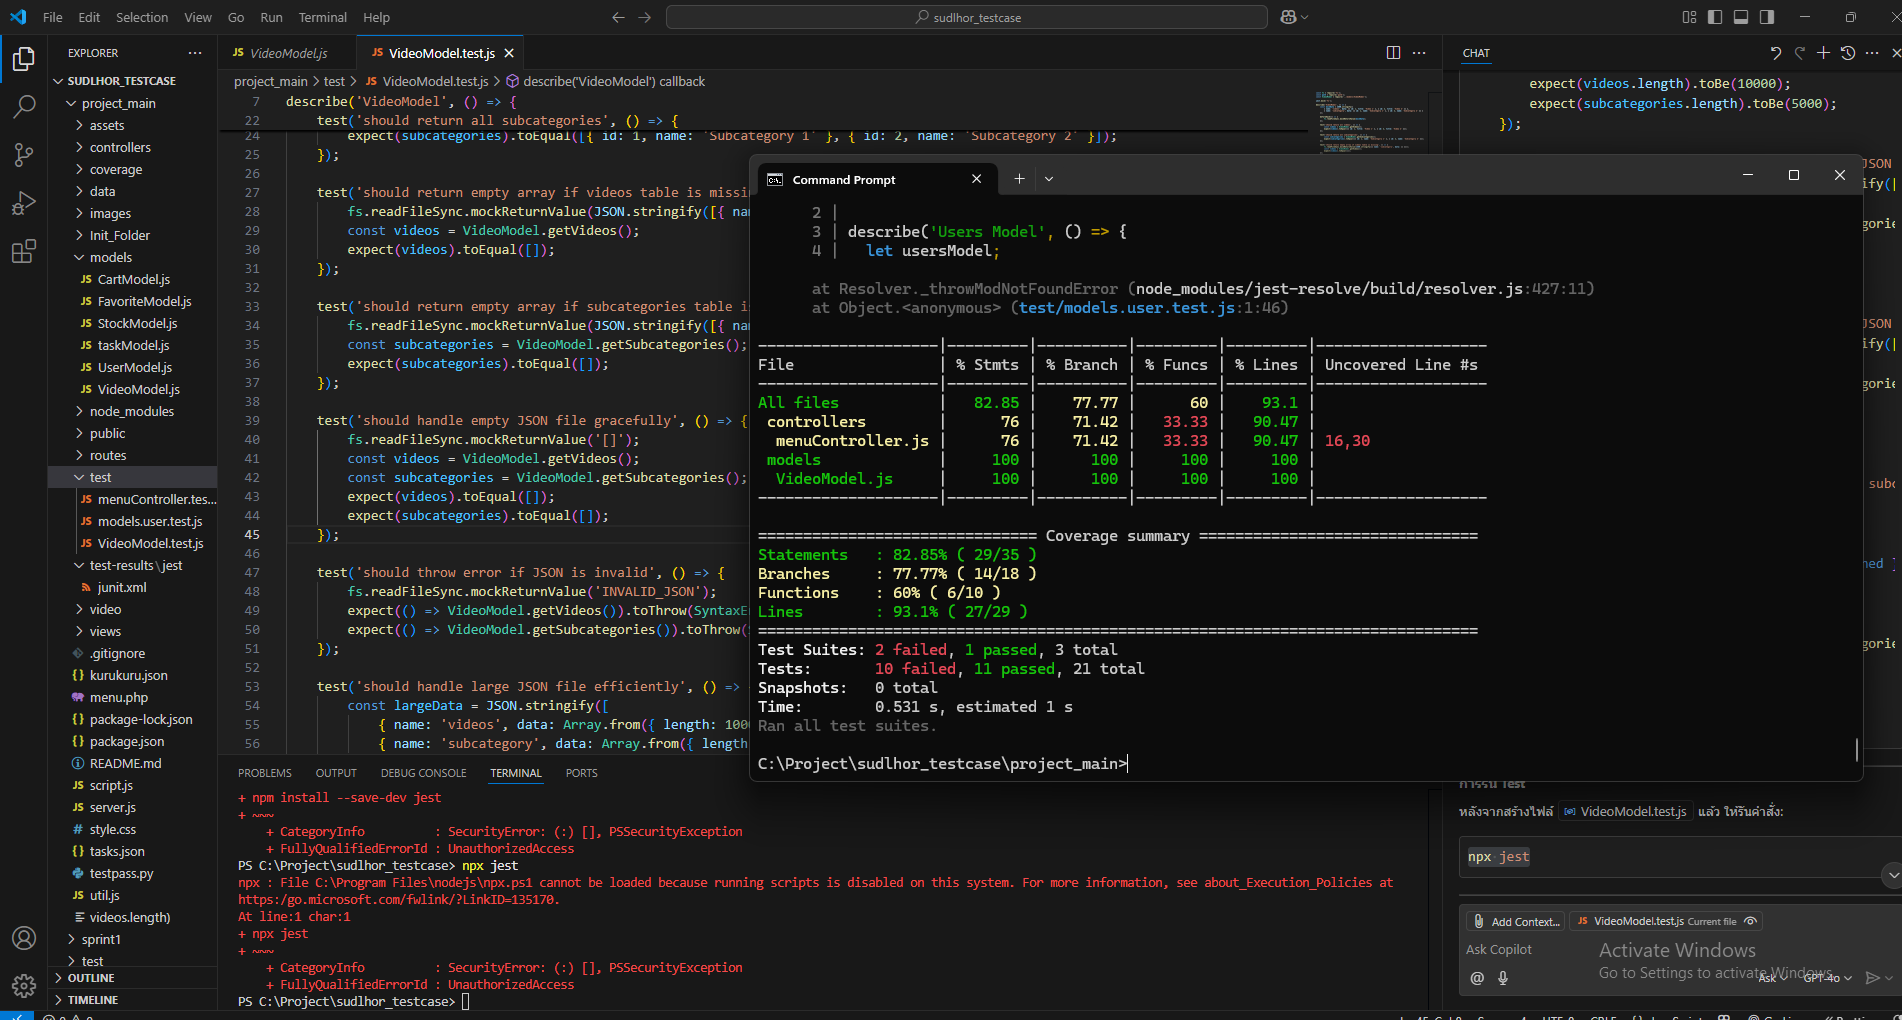 File Edit Selection View Go Run Terminal Help
sudlhor_testcase
EXPLORER
SUDLHOR_TESTCASE
project_main
assets
controllers
coverage
data
images
Init_Folder
models
JS CartModel.js
JS FavoriteModel.js
JS StockModel.js
JS taskModel.js
JS UserModel.js
JS VideoModel.js
node_modules
public
routes
test
JS menuController.tes...
JS models.user.test.js
JS VideoModel.test.js
test-results\jest
junit.xml
video
views
.gitignore
{} kurukuru.json
menu.php
{} package-lock.json
{} package.json
README.md
JS script.js
JS server.js
# style.css
{} tasks.json
testpass.py
JS util.js
videos.length)
sprint1
test
OUTLINE
TIMELINE
JS VideoModel.js
JS VideoModel.test.js
project_main > test > JS VideoModel.test.js > describe('VideoModel') callback
7 describe('VideoModel', () => {
22 test('should return all subcategories', () => {
24 expect(subcategories).toEqual([{ id: 1, name: 'Subcategory 1' }, { id: 2, name: 'Subcategory 2' }]);
25 });
26
27 test('should return empty array if videos table is missi
28 fs.readFileSync.mockReturnValue(JSON.stringify([{ na
29 const videos = VideoModel.getVideos();
30 expect(videos).toEqual([]);
31 });
32
33 test('should return empty array if subcategories table i
34 fs.readFileSync.mockReturnValue(JSON.stringify([{ na
35 const subcategories = VideoModel.getSubcategories();
36 expect(subcategories).toEqual([]);
37 });
38
39 test('should handle empty JSON file gracefully', () => {
40 fs.readFileSync.mockReturnValue('[]');
41 const videos = VideoModel.getVideos();
42 const subcategories = VideoModel.getSubcategories();
43 expect(videos).toEqual([]);
44 expect(subcategories).toEqual([]);
45 });
46
47 test('should throw error if JSON is invalid', () => {
48 fs.readFileSync.mockReturnValue('INVALID_JSON');
49 expect(() => VideoModel.getVideos()).toThrow(SyntaxE
50 expect(() => VideoModel.getSubcategories()).toThrow(
51 });
52
53 test('should handle large JSON file efficiently', () =>
54 const largeData = JSON.stringify([
55 { name: 'videos', data: Array.from({ length: 100
56 { name: 'subcategory', data: Array.from({ length
Command Prompt
2 |
3 | describe('Users Model', () => {
4 | let usersModel;
at Resolver._throwModNotFoundError (node_modules/jest-resolve/build/resolver.js:427:11)
at Object.<anonymous> (test/models.user.test.js:1:46)
--------------------|---------|----------|---------|---------|-------------------
File | % Stmts | % Branch | % Funcs | % Lines | Uncovered Line #s
--------------------|---------|----------|---------|---------|-------------------
All files | 82.85 | 77.77 | 60 | 93.1 |
controllers | 76 | 71.42 | 33.33 | 90.47 |
menuController.js | 76 | 71.42 | 33.33 | 90.47 | 16,30
models | 100 | 100 | 100 | 100 |
VideoModel.js | 100 | 100 | 100 | 100 |
--------------------|---------|----------|---------|---------|-------------------
=============================== Coverage summary ===============================
Statements : 82.85% ( 29/35 )
Branches : 77.77% ( 14/18 )
Functions : 60% ( 6/10 )
Lines : 93.1% ( 27/29 )
================================================================================
Test Suites: 2 failed, 1 passed, 3 total
Tests: 10 failed, 11 passed, 21 total
Snapshots: 0 total
Time: 0.531 s, estimated 1 s
Ran all test suites.
C:\Project\sudlhor_testcase\project_main>
PROBLEMS OUTPUT DEBUG CONSOLE TERMINAL PORTS
+ npm install --save-dev jest
+ ~~~
+ CategoryInfo : SecurityError: (:) [], PSSecurityException
+ FullyQualifiedErrorId : UnauthorizedAccess
PS C:\Project\sudlhor_testcase> npx jest
npx : File C:\Program Files\nodejs\npx.ps1 cannot be loaded because running scripts is disabled on this system. For more information, see about_Execution_Policies at
https:/go.microsoft.com/fwlink/?LinkID=135170.
At line:1 char:1
+ npx jest
+ ~~~
+ CategoryInfo : SecurityError: (:) [], PSSecurityException
+ FullyQualifiedErrorId : UnauthorizedAccess
PS C:\Project\sudlhor_testcase>
CHAT
expect(videos.length).toBe(10000);
expect(subcategories.length).toBe(5000);
});
หลังจากสร้างไฟล์ VideoModel.test.js แล้ว ให้รันคำสั่ง:
npx jest
Add Context...
JS VideoModel.test.js Current file
Ask Copilot
Activate Windows
Go to Settings to activate Windows.
Ask
GPT-4o